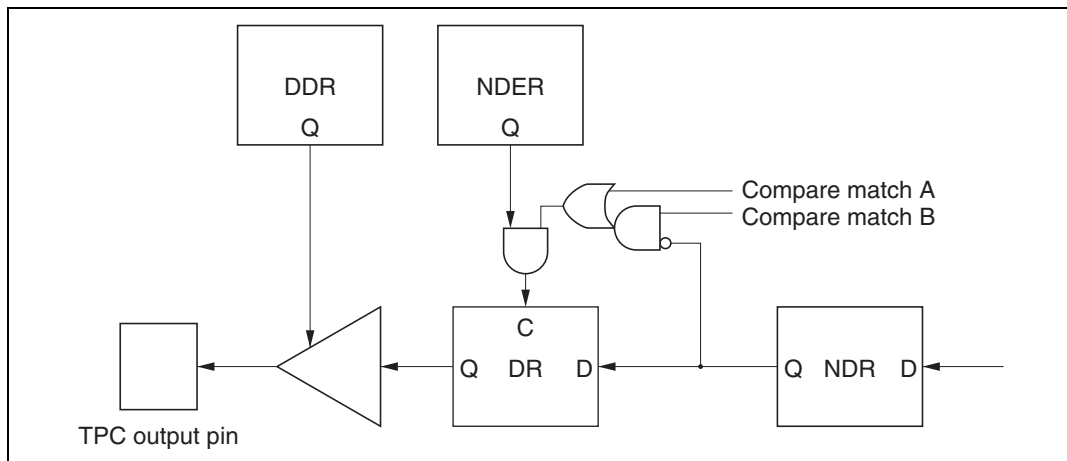 DDR
Q
NDER
Q
Compare match A
Compare match B
C
Q DR D
Q NDR D
TPC output pin